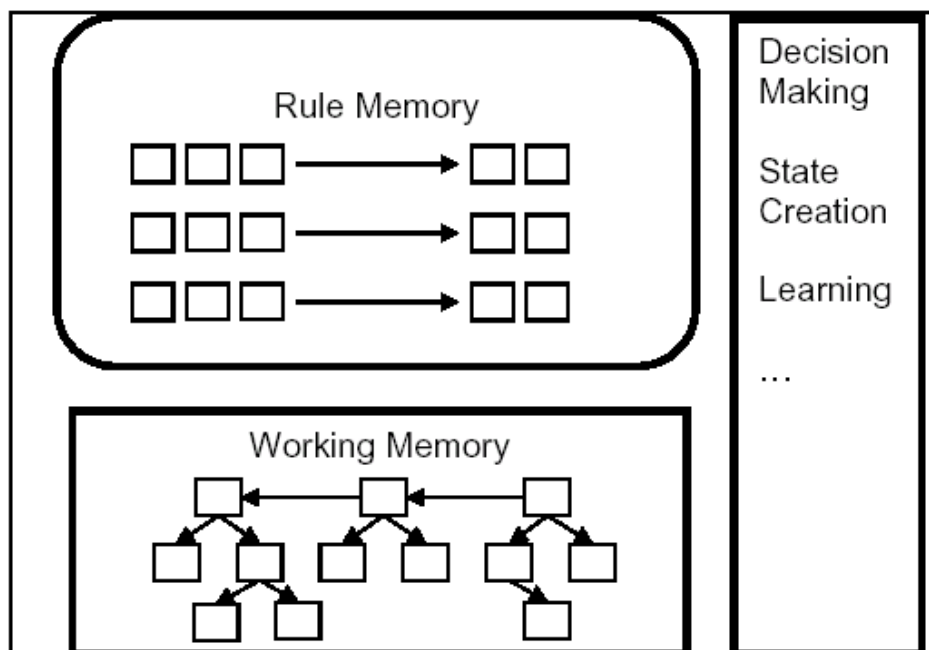 Rule Memory
Working Memory
Decision
Making
State
Creation
Learning
...